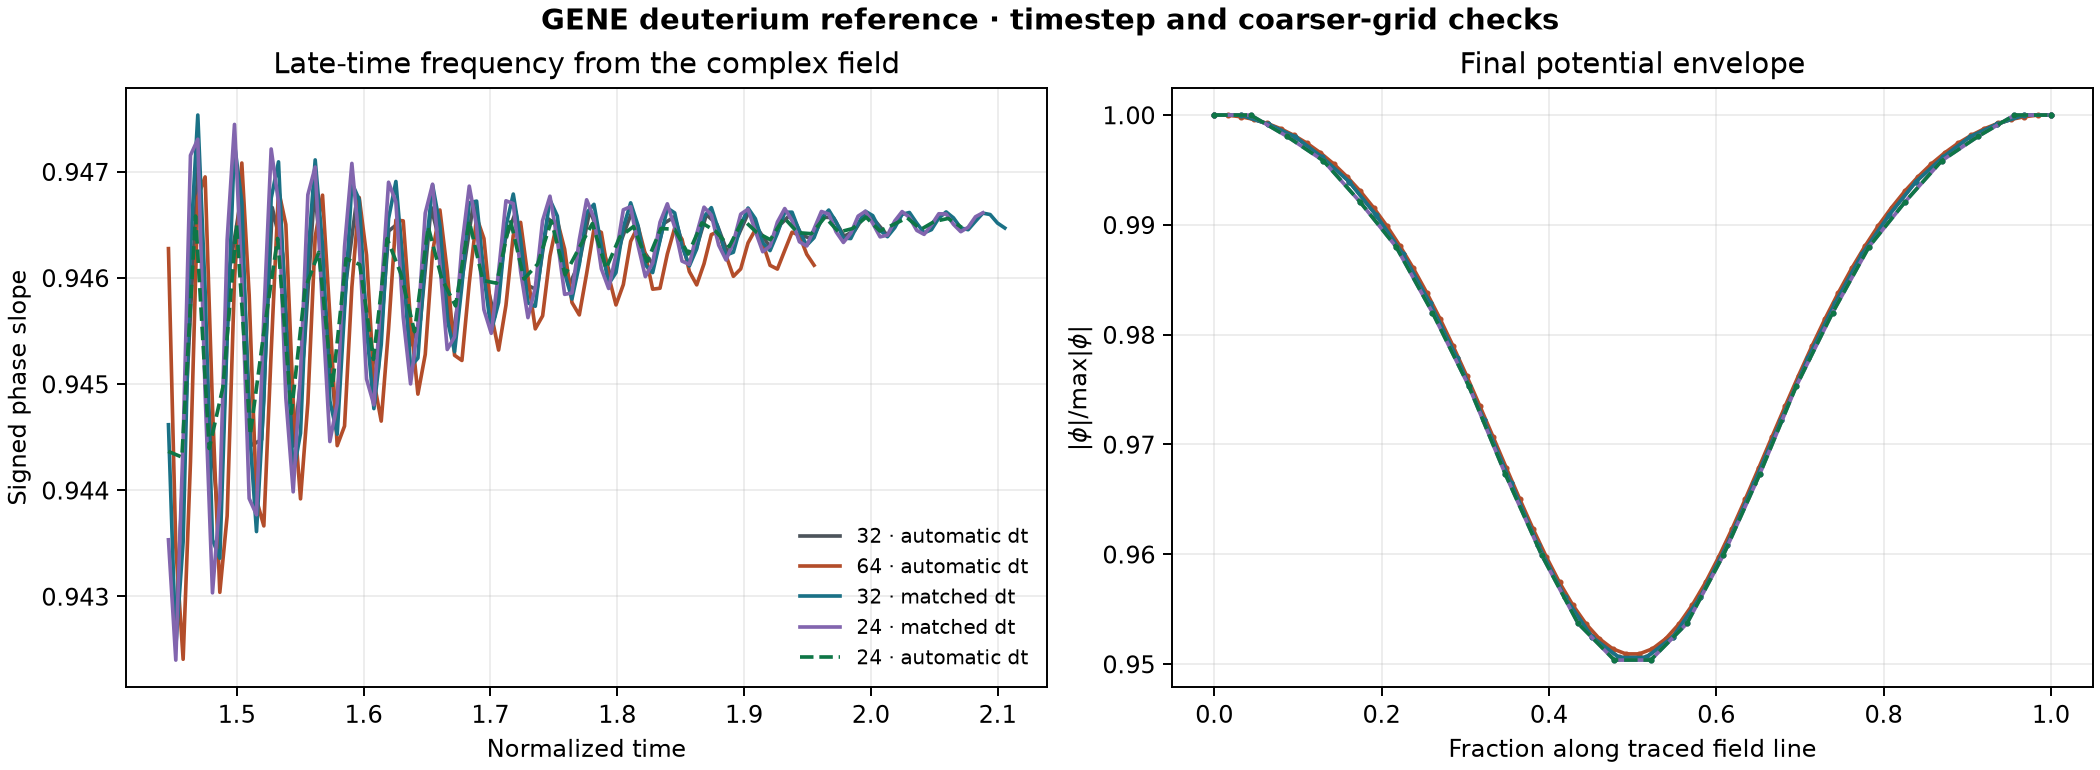 GENE deuterium reference · timestep and coarser-grid checks
Late-time frequency from the complex field
Signed phase slope
0.947
0.946
0.945
0.944
0.943
32 · automatic dt
64 · automatic dt
32 · matched dt
24 · matched dt
24 · automatic dt
1.5
1.6
1.7
1.8
1.9
2.0
2.1
Normalized time
Final potential envelope
|ϕ|/max|ϕ|
1.00
0.99
0.98
0.97
0.96
0.95
0.0
0.2
0.4
0.6
0.8
1.0
Fraction along traced field line